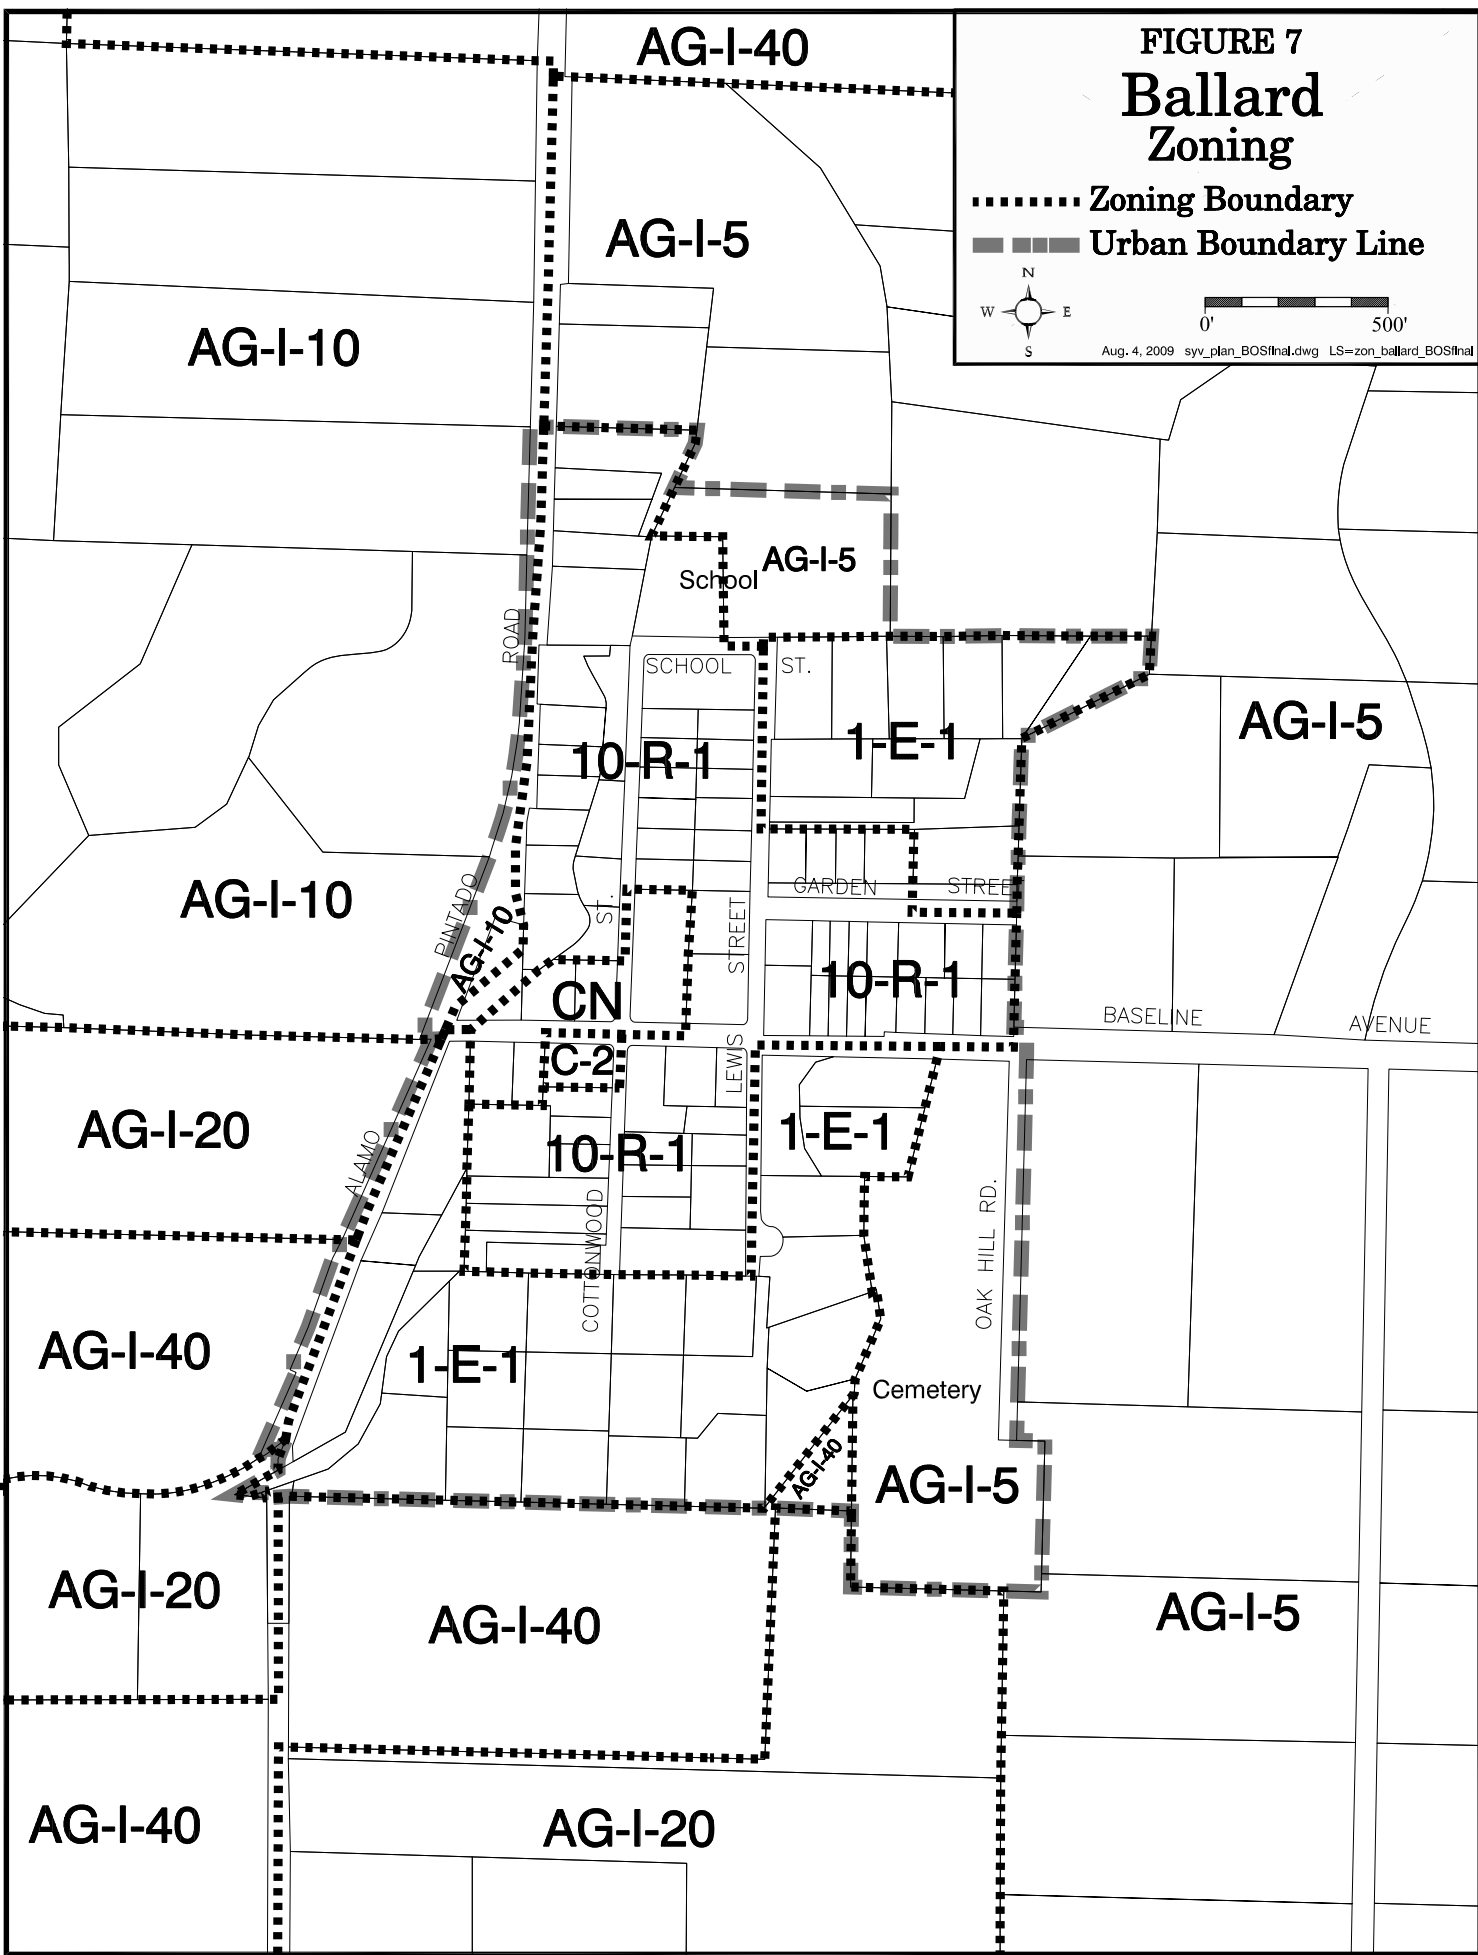 AG-I-40
FIGURE 7
Ballard
Zoning
Zoning Boundary
Urban Boundary Line
N
W E
S
0' 500'
Aug. 4, 2009 syv_plan_BOSfinal.dwg LS=zon_ballard_BOSfinal
AG-I-5
AG-I-10
AG-I-5
School
ROAD
SCHOOL ST.
10-R-1
1-E-1
AG-I-5
AG-I-10
PINTADO
AG-I-10
ST.
STREET
GARDEN STREE
CN
10-R-1
BASELINE AVENUE
C-2
LEWIS
AG-I-20
ALAMO
10-R-1
1-E-1
COTTONWOOD
OAK HILL RD.
AG-I-40
1-E-1
Cemetery
AG-I-40
AG-I-5
AG-I-20
AG-I-40
AG-I-5
AG-I-40
AG-I-20